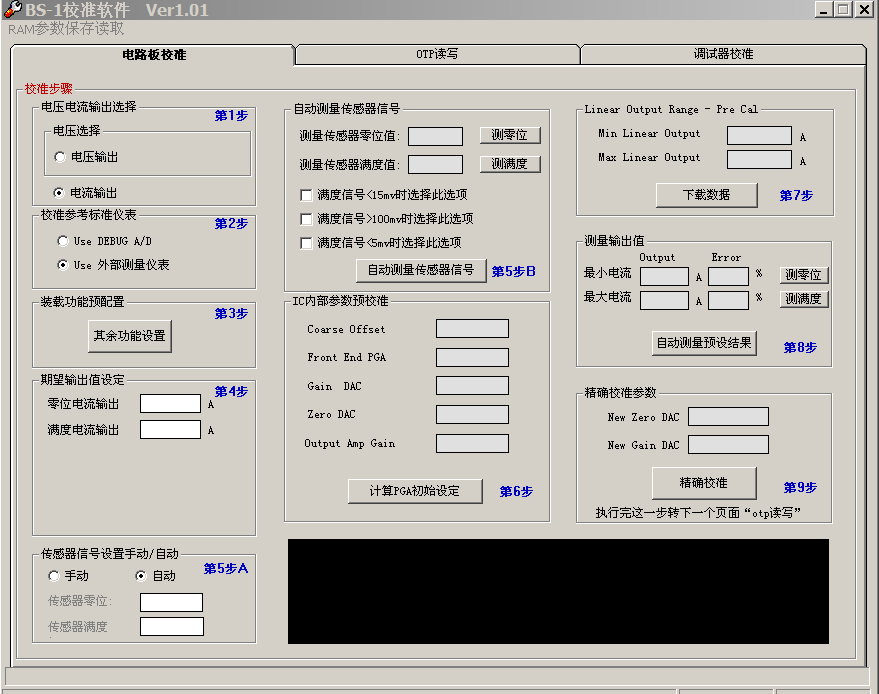 BS-1校准软件 Ver1.01
RAM参数保存读取
电路板校准
OTP读写
调试器校准
校准步骤
电压电流输出选择
第1步
电压选择
电压输出
电流输出
校准参考标准仪表
第2步
Use DEBUG A/D
Use 外部测量仪表
装载功能预配置
第3步
其余功能设置
期望输出值设定
第4步
零位电流输出 A
满度电流输出 A
传感器信号设置手动/自动
第5步A
手动 自动
传感器零位:
传感器满度
自动测量传感器信号
测量传感器零位值: 测零位
测量传感器满度值: 测满度
满度信号<15mv时选择此选项
满度信号>100mv时选择此选项
满度信号<5mv时选择此选项
自动测量传感器信号 第5步B
IC内部参数预校准
Coarse Offset
Front End PGA
Gain DAC
Zero DAC
Output Amp Gain
计算PGA初始设定 第6步
Linear Output Range - Pre Cal
Min Linear Output A
Max Linear Output A
下载数据 第7步
测量输出值
Output Error
最小电流 A % 测零位
最大电流 A % 测满度
自动测量预设结果 第8步
精确校准参数
New Zero DAC
New Gain DAC
精确校准 第9步
执行完这一步转下一个页面“otp读写”